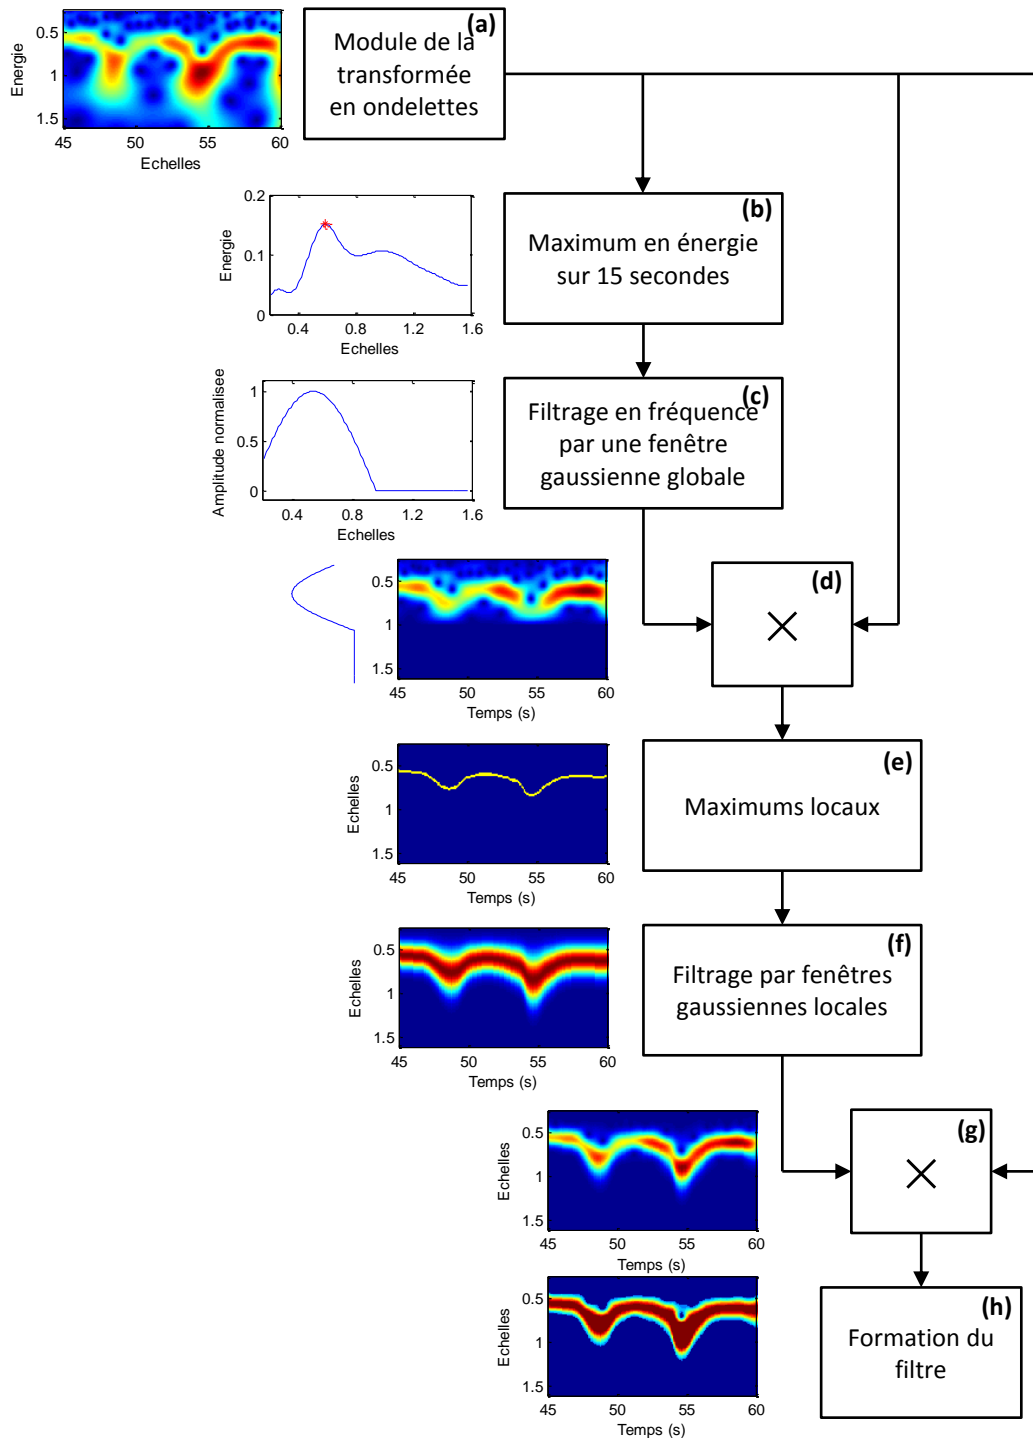 (a)
Module de la
transformée
en ondelettes
Energie
0.5
1
1.5
45 50 55 60
Echelles
(b)
Maximum en énergie
sur 15 secondes
Energie
0.2
0.1
0
0.4 0.8 1.2 1.6
Echelles
(c)
Filtrage en fréquence
par une fenêtre
gaussienne globale
Amplitude normalisee
1
0.5
0
0.4 0.8 1.2 1.6
Echelles
(d)
×
0.5
1
1.5
45 50 55 60
Temps (s)
(e)
Maximums locaux
Echelles
0.5
1
1.5
45 50 55 60
Temps (s)
(f)
Filtrage par fenêtres
gaussiennes locales
Echelles
0.5
1
1.5
45 50 55 60
Temps (s)
(g)
×
Echelles
0.5
1
1.5
45 50 55 60
Temps (s)
(h)
Formation du
filtre
Echelles
0.5
1
1.5
45 50 55 60
Temps (s)